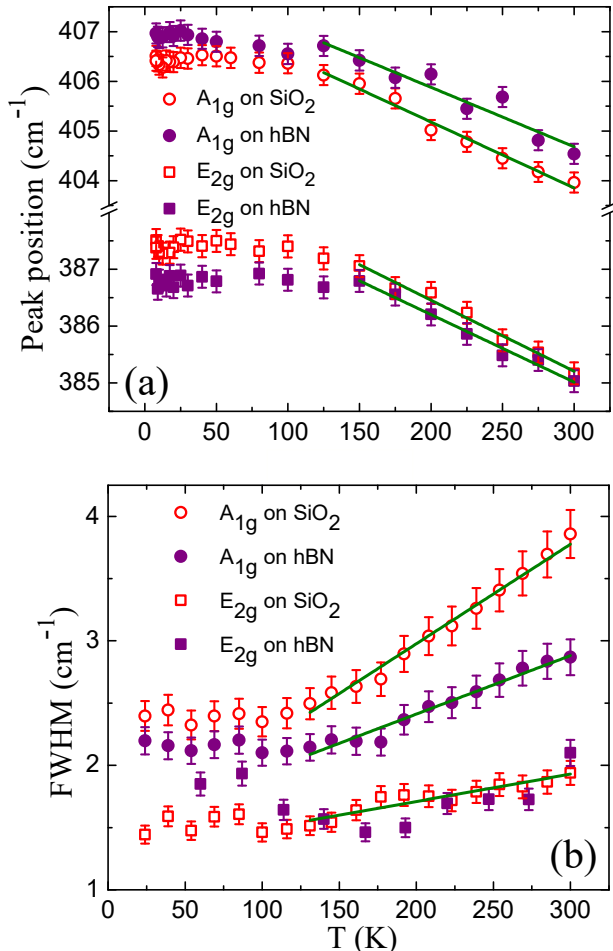 407
406
405
404
387
386
385
Peak position (cm⁻¹)
A₁g on SiO₂
A₁g on hBN
E₂g on SiO₂
E₂g on hBN
(a)
0 50 100 150 200 250 300
4
3
2
1
FWHM (cm⁻¹)
A₁g on SiO₂
A₁g on hBN
E₂g on SiO₂
E₂g on hBN
(b)
0 50 100 150 200 250 300
T (K)